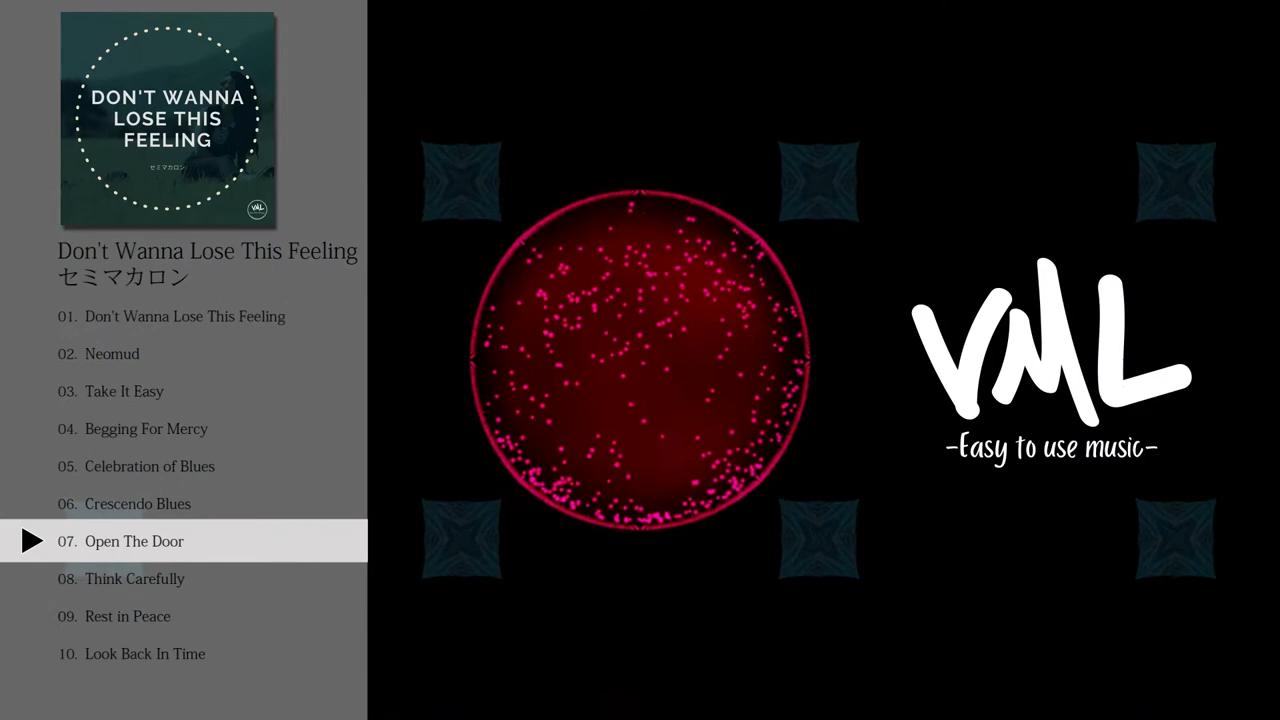 DON'T WANNA
LOSE THIS
FEELING
セミマカロン
VML
Don't Wanna Lose This Feeling
セミマカロン
01. Don't Wanna Lose This Feeling
02. Neomud
03. Take It Easy
04. Begging For Mercy
05. Celebration of Blues
06. Crescendo Blues
07. Open The Door
08. Think Carefully
09. Rest in Peace
10. Look Back In Time
VML
-Easy to use music-